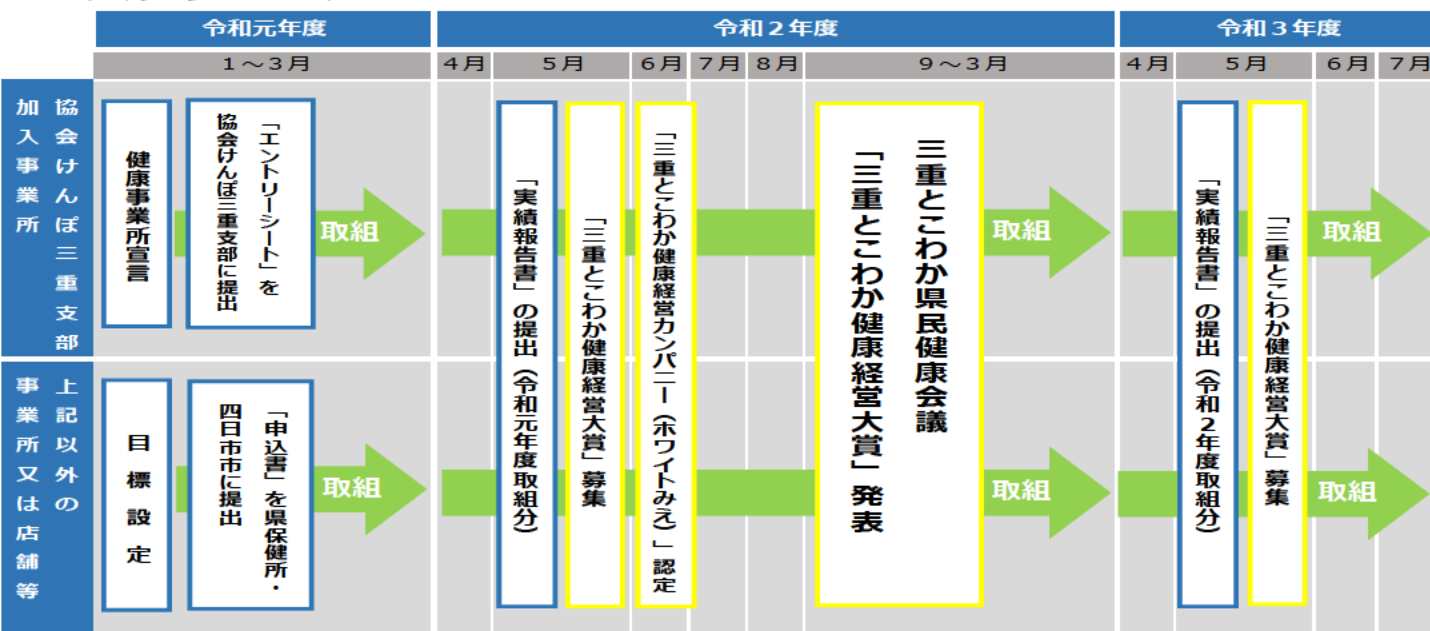 令和元年度
令和2年度
令和3年度
1～3月
4月
5月
6月
7月
8月
9～3月
4月
5月
6月
7月
協会けんぽ三重支部
加入事業所
健康事業所宣言
「エントリーシート」を
協会けんぽ三重支部に提出
取組
「実績報告書」の提出(令和元年度取組分)
「三重とこわか健康経営大賞」募集
「三重とこわか健康経営カンパニー(ホワイトみえ)」認定
三重とこわか県民健康会議
「三重とこわか健康経営大賞」発表
取組
「実績報告書」の提出(令和2年度取組分)
「三重とこわか健康経営大賞」募集
取組
上記以外の
事業所又は店舗等
目標設定
「申込書」を県保健所・
四日市市に提出
取組
取組
取組